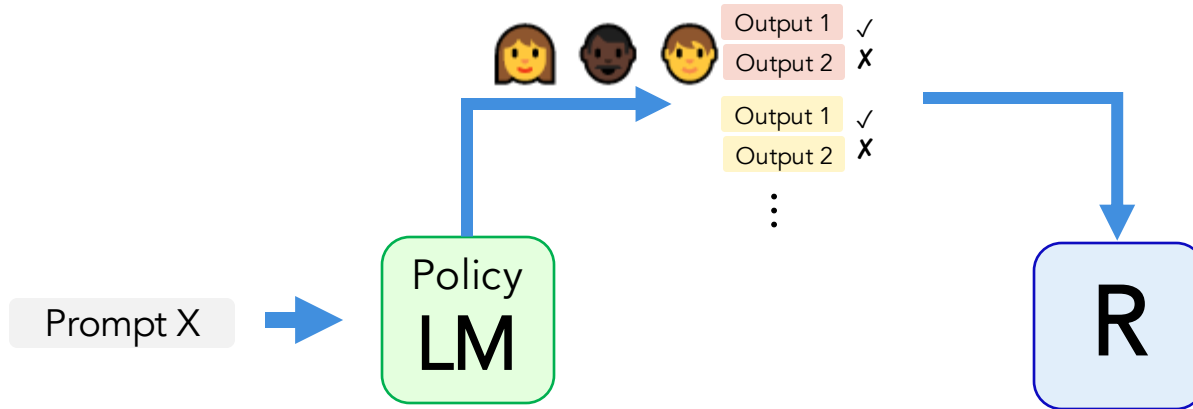 Output 1 ✓
Output 2 ✗
Output 1 ✓
Output 2 ✗
⋮
Policy
LM
Prompt X
R